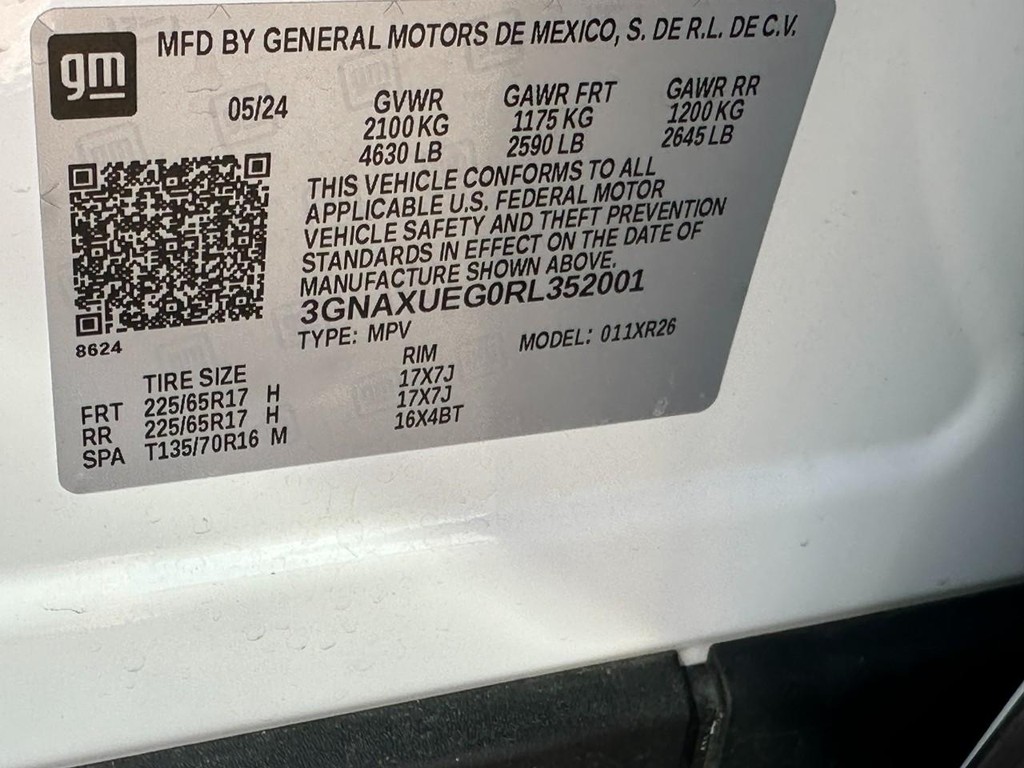 gm
MFD BY GENERAL MOTORS DE MEXICO, S. DE R.L. DE C.V.
05/24 GVWR GAWR FRT GAWR RR
2100 KG 1175 KG 1200 KG
4630 LB 2590 LB 2645 LB
THIS VEHICLE CONFORMS TO ALL
APPLICABLE U.S. FEDERAL MOTOR
VEHICLE SAFETY AND THEFT PREVENTION
STANDARDS IN EFFECT ON THE DATE OF
MANUFACTURE SHOWN ABOVE.
3GNAXUEG0RL352001
8624
TYPE: MPV MODEL: 011XR26
TIRE SIZE RIM
FRT 225/65R17 H 17X7J
RR 225/65R17 H 17X7J
SPA T135/70R16 M 16X4BT